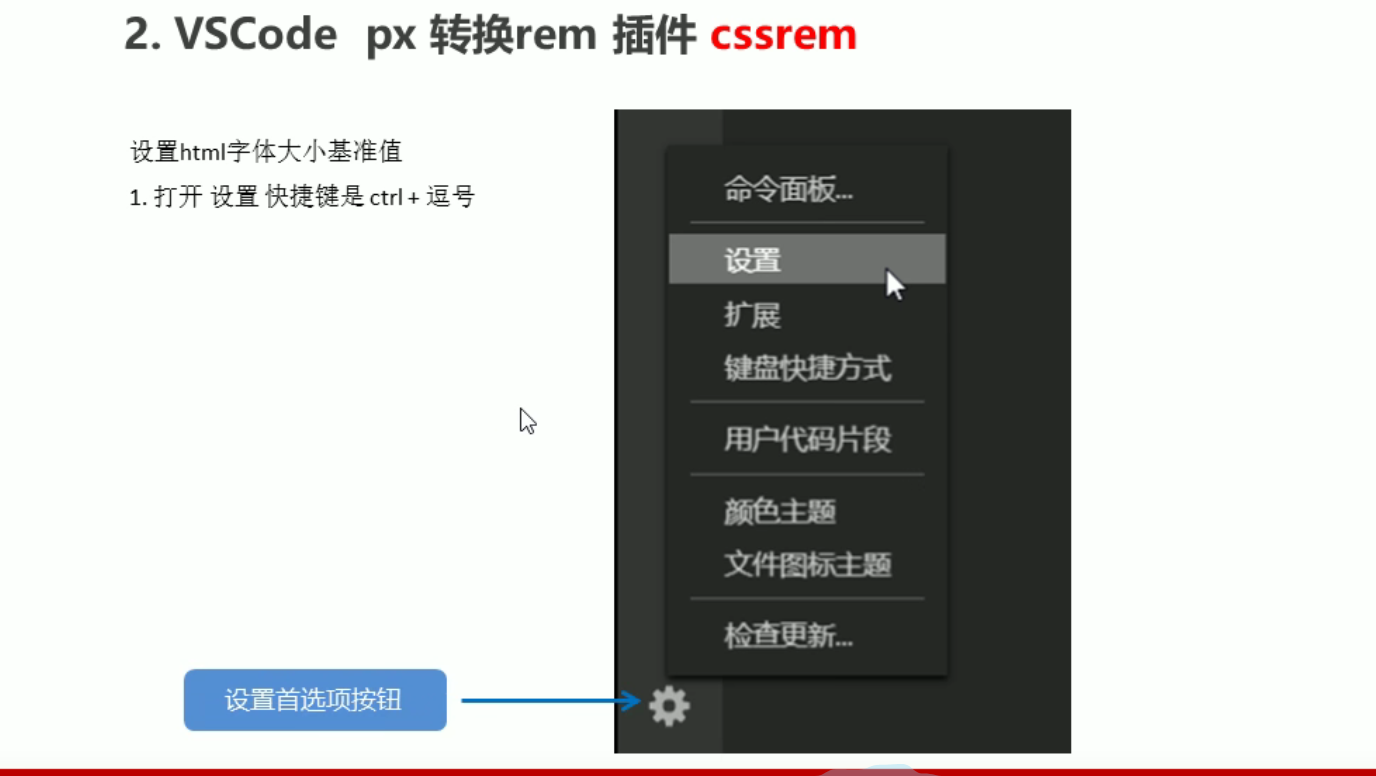 2. VSCode px 转换rem 插件 cssrem
设置html字体大小基准值
1. 打开 设置 快捷键是 ctrl + 逗号
命令面板...
设置
扩展
键盘快捷方式
用户代码片段
颜色主题
文件图标主题
检查更新...
设置首选项按钮